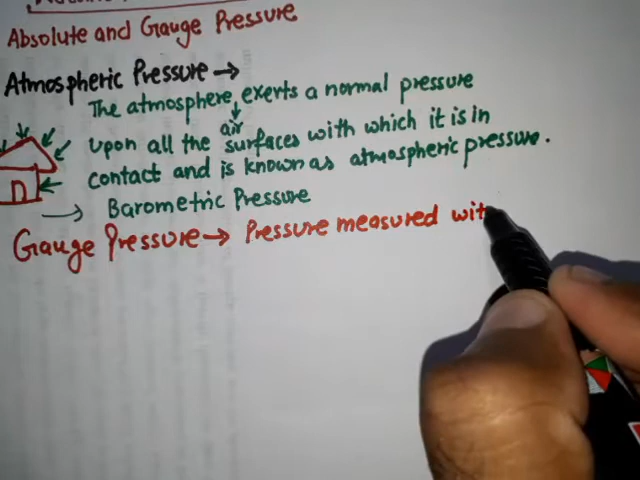 Absolute and Gauge Pressure
Atmospheric Pressure →
The atmosphere exerts a normal pressure
air
upon all the surfaces with which it is in
contact and is known as atmospheric pressure.
→ Barometric Pressure
Gauge Pressure → Pressure measured wit